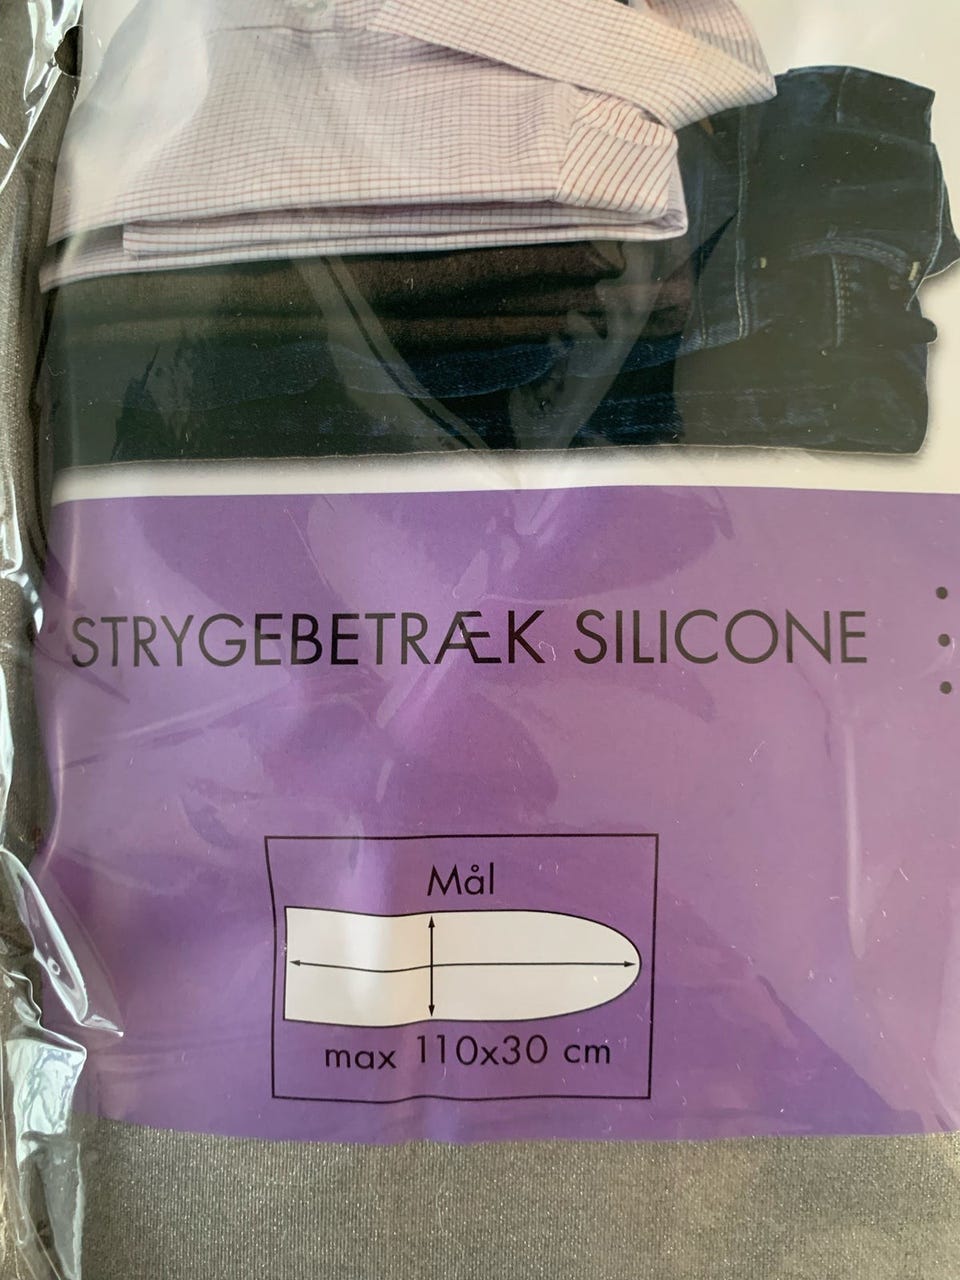 STRYGEBETRÆK SILICONE
Mål
max 110x30 cm